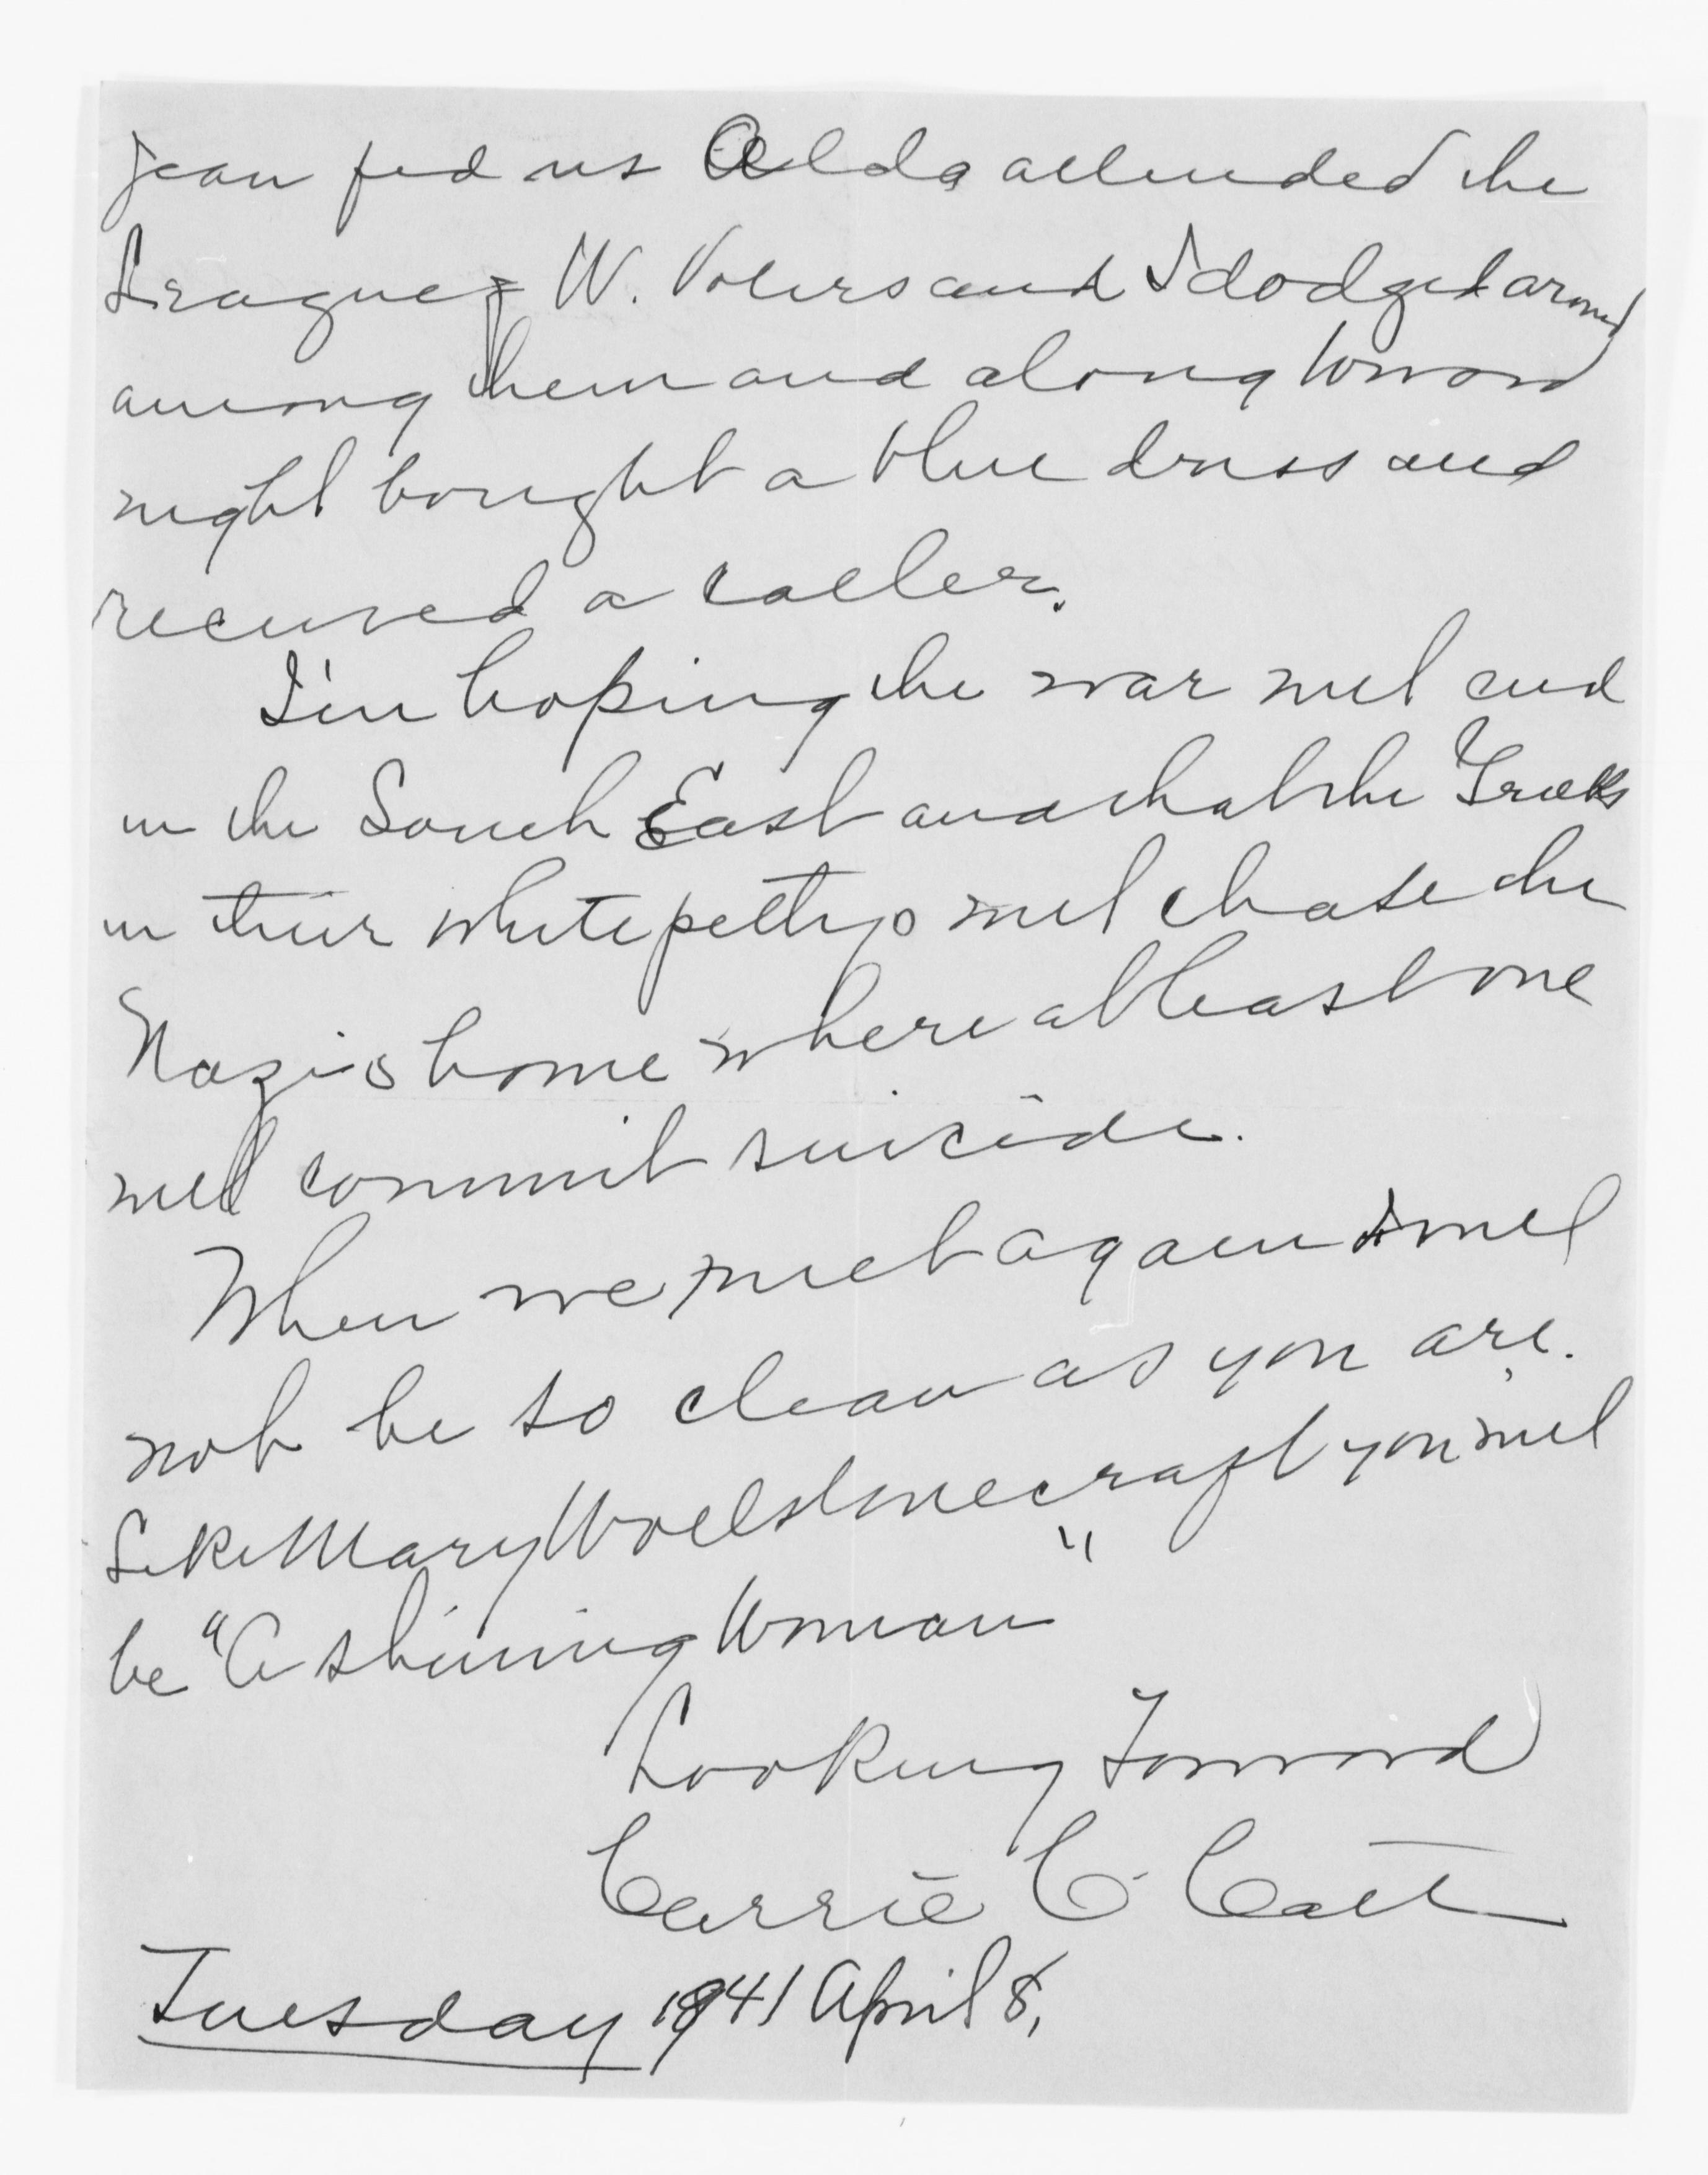 Jean fed us Alda attended the
League of W. Voters and I dodged around
among them and along toward
night bought a blue dress and
received a caller.
I'm hoping the war will end
in the South East and that the Greeks
in their white pettys will chase the
Nazis home where at least one
will commit suicide.
When we meet again I will
not be so clean as you are.
Like Mary Wollstonecraft you will
be "A shining Woman"
Looking Forward
Carrie C. Catt
Tuesday 1941 April 8,